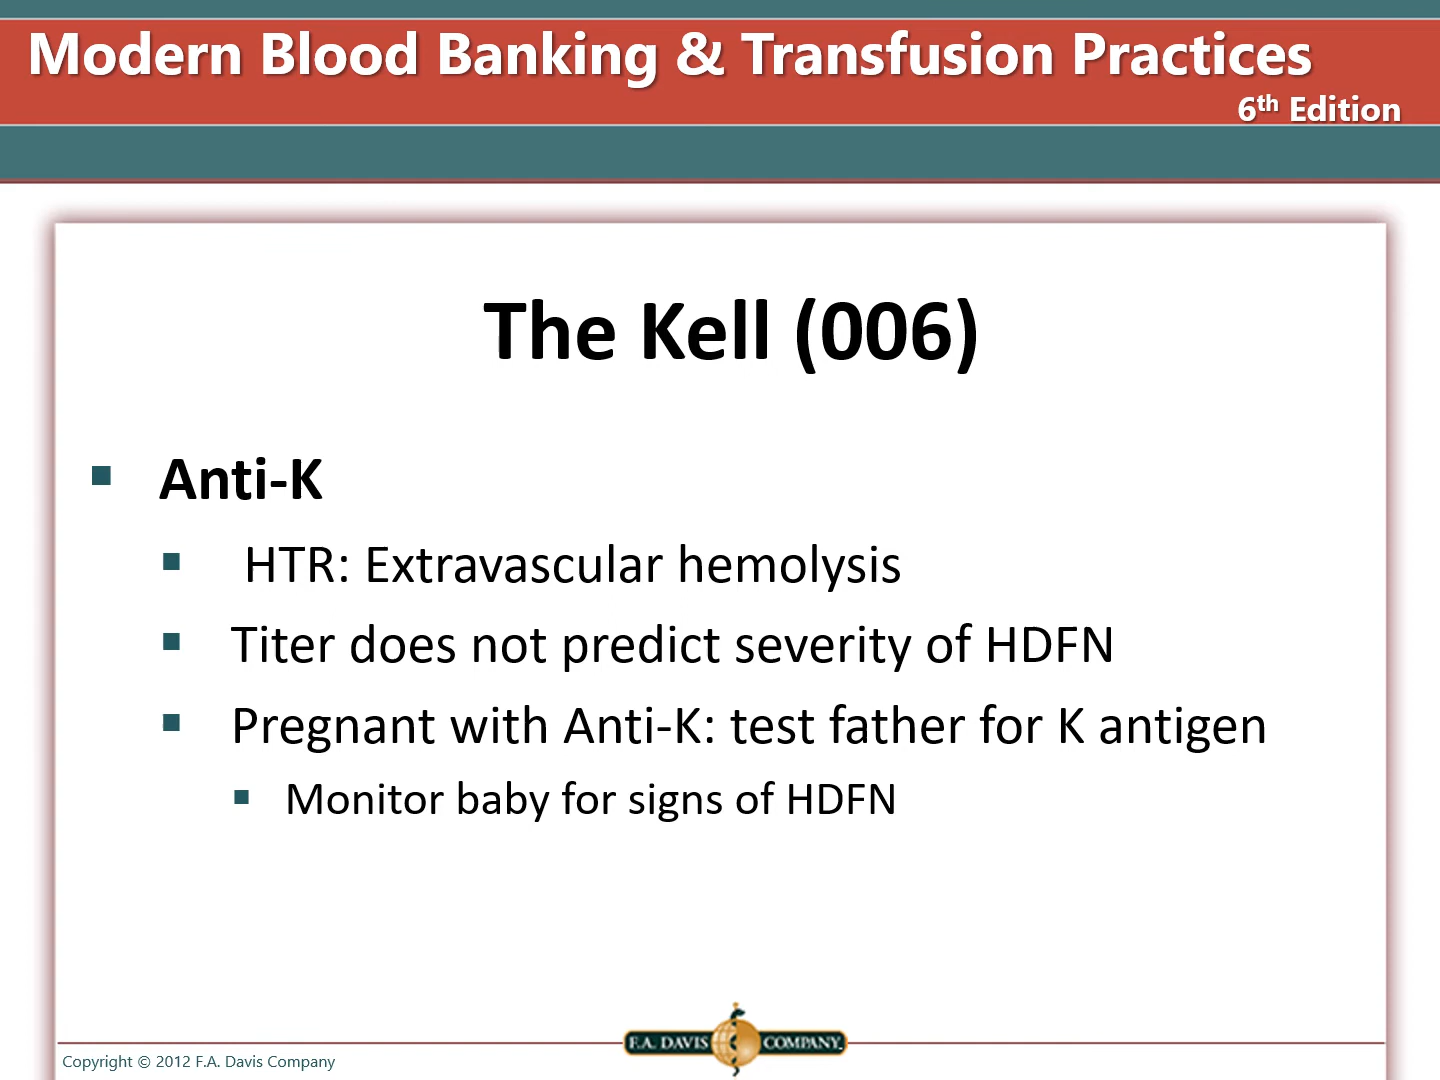 Modern Blood Banking & Transfusion Practices
6th Edition
The Kell (006)
Anti-K
HTR: Extravascular hemolysis
Titer does not predict severity of HDFN
Pregnant with Anti-K: test father for K antigen
Monitor baby for signs of HDFN
F.A. DAVIS COMPANY
Copyright © 2012 F.A. Davis Company